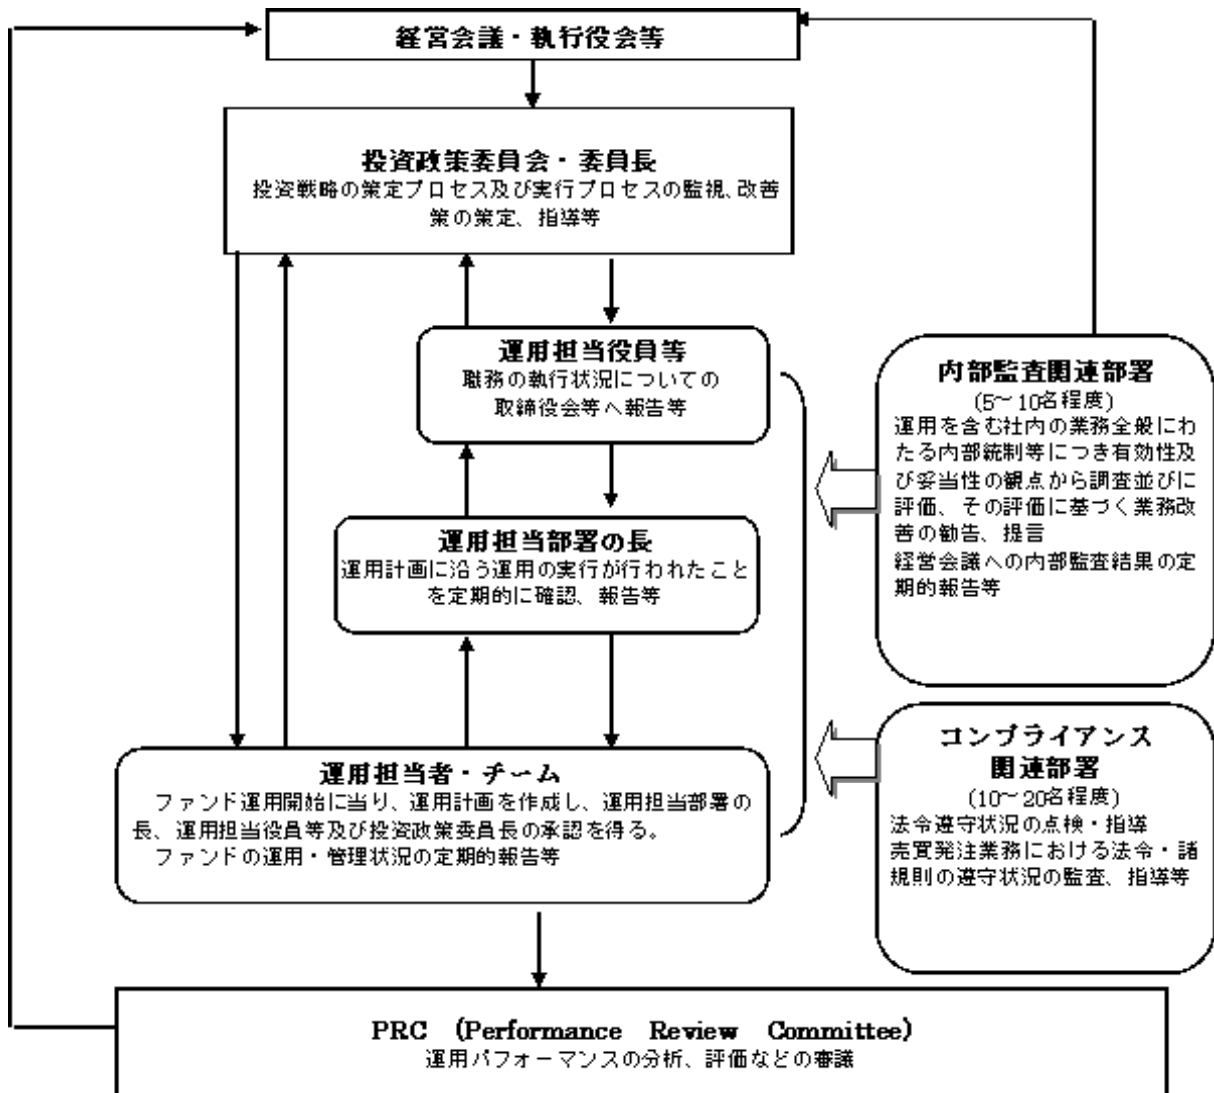 経営会議・執行役会等
投資政策委員会・委員長
投資戦略の策定プロセス及び実行プロセスの監視、改善
策の策定、指導等
運用担当役員等
職務の執行状況についての
取締役会等へ報告等
運用担当部署の長
運用計画に沿う運用の実行が行われたこと
を定期的に確認、報告等
運用担当者・チーム
ファンド運用開始に当り、運用計画を作成し、運用担当部署の
長、運用担当役員等及び投資政策委員長の承認を得る。
ファンドの運用・管理状況の定期的報告等
内部監査関連部署
(5～10名程度)
運用を含む社内の業務全般にわ
たる内部統制等につき有効性及
び妥当性の観点から調査並びに
評価、その評価に基づく業務改
善の勧告、提言
経営会議への内部監査結果の定
期的報告等
コンプライアンス
関連部署
(10～20名程度)
法令遵守状況の点検・指導
売買発注業務における法令・諸
規則の遵守状況の監査、指導等
PRC (Performance Review Committee)
運用パフォーマンスの分析、評価などの審議